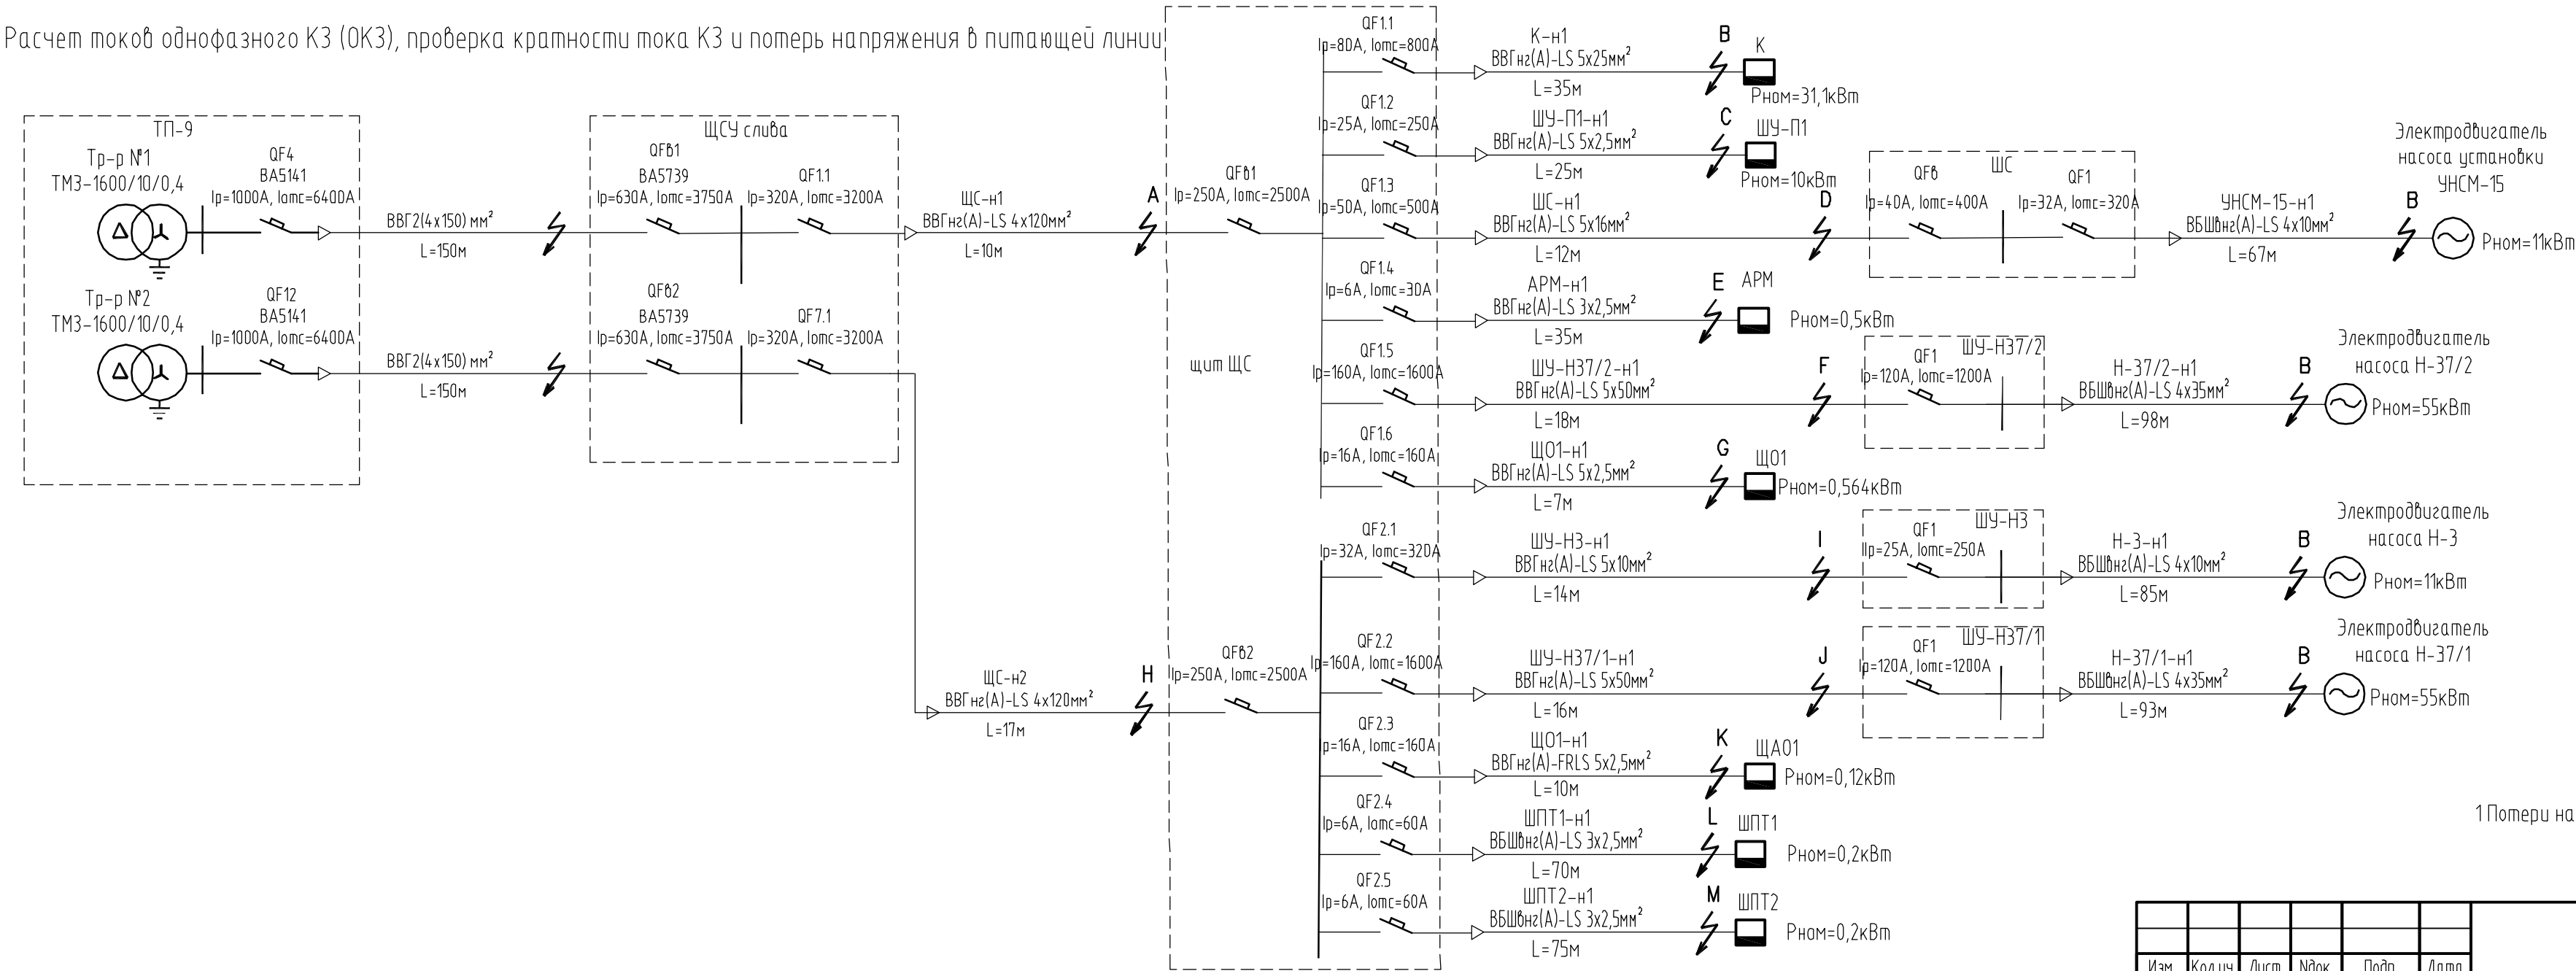 Расчет токов однофазного КЗ (ОКЗ), проверка кратности тока КЗ и потерь напряжения в питающей линии
ТП-9
Тр-р №1
ТМЗ-1600/10/0,4
QF4
ВА5141
Iр=1000А, Iотс=6400А
ВВГ2(4х150) мм²
L=150м
Тр-р №2
ТМЗ-1600/10/0,4
QF12
ВА5141
Iр=1000А, Iотс=6400А
ВВГ2(4х150) мм²
L=150м
ЩСУ слива
QFв1
ВА5739
Iр=630А, Iотс=3750А
QF1.1
Iр=320А, Iотс=3200А
QFв2
ВА5739
Iр=630А, Iотс=3750А
QF7.1
Iр=320А, Iотс=3200А
ЩС-н1
ВВГнг(А)-LS 4х120мм²
L=10м
A
ЩС-н2
ВВГнг(А)-LS 4х120мм²
L=17м
H
щит ЩС
QFв1
Iр=250А, Iотс=2500А
QFв2
Iр=250А, Iотс=2500А
QF1.1
Iр=80А, Iотс=800А
К-н1
ВВГнг(А)-LS 5х25мм²
L=35м
B
К
Рном=31,1кВт
QF1.2
Iр=25А, Iотс=250А
ШУ-П1-н1
ВВГнг(А)-LS 5х2,5мм²
L=25м
C
ШУ-П1
Рном=10кВт
QF1.3
Iр=50А, Iотс=500А
ШС-н1
ВВГнг(А)-LS 5х16мм²
L=12м
D
ШС
QFв
Iр=40А, Iотс=400А
QF1
Iр=32А, Iотс=320А
УНСМ-15-н1
ВБШвнг(А)-LS 4х10мм²
L=67м
B
Электродвигатель
насоса установки
УНСМ-15
Рном=11кВт
QF1.4
Iр=6А, Iотс=30А
АРМ-н1
ВВГнг(А)-LS 3х2,5мм²
L=35м
E
АРМ
Рном=0,5кВт
QF1.5
Iр=160А, Iотс=1600А
ШУ-Н37/2-н1
ВВГнг(А)-LS 5х50мм²
L=18м
F
ШУ-Н37/2
QF1
Iр=120А, Iотс=1200А
Н-37/2-н1
ВБШвнг(А)-LS 4х35мм²
L=98м
B
Электродвигатель
насоса Н-37/2
Рном=55кВт
QF1.6
Iр=16А, Iотс=160А
ЩО1-н1
ВВГнг(А)-LS 5х2,5мм²
L=7м
G
ЩО1
Рном=0,564кВт
QF2.1
Iр=32А, Iотс=320А
ШУ-Н3-н1
ВВГнг(А)-LS 5х10мм²
L=14м
I
ШУ-Н3
QF1
Iр=25А, Iотс=250А
Н-3-н1
ВБШвнг(А)-LS 4х10мм²
L=85м
B
Электродвигатель
насоса Н-3
Рном=11кВт
QF2.2
Iр=160А, Iотс=1600А
ШУ-Н37/1-н1
ВВГнг(А)-LS 5х50мм²
L=16м
J
ШУ-Н37/1
QF1
Iр=120А, Iотс=1200А
Н-37/1-н1
ВБШвнг(А)-LS 4х35мм²
L=93м
B
Электродвигатель
насоса Н-37/1
Рном=55кВт
QF2.3
Iр=16А, Iотс=160А
ЩО1-н1
ВВГнг(А)-FRLS 5х2,5мм²
L=10м
K
ЩАО1
Рном=0,12кВт
QF2.4
Iр=6А, Iотс=60А
ШПТ1-н1
ВБШвнг(А)-LS 3х2,5мм²
L=70м
L
ШПТ1
Рном=0,2кВт
QF2.5
Iр=6А, Iотс=60А
ШПТ2-н1
ВБШвнг(А)-LS 3х2,5мм²
L=75м
M
ШПТ2
Рном=0,2кВт
1 Потери на
Изм. Кол.уч Лист Nдок. Подп. Дата